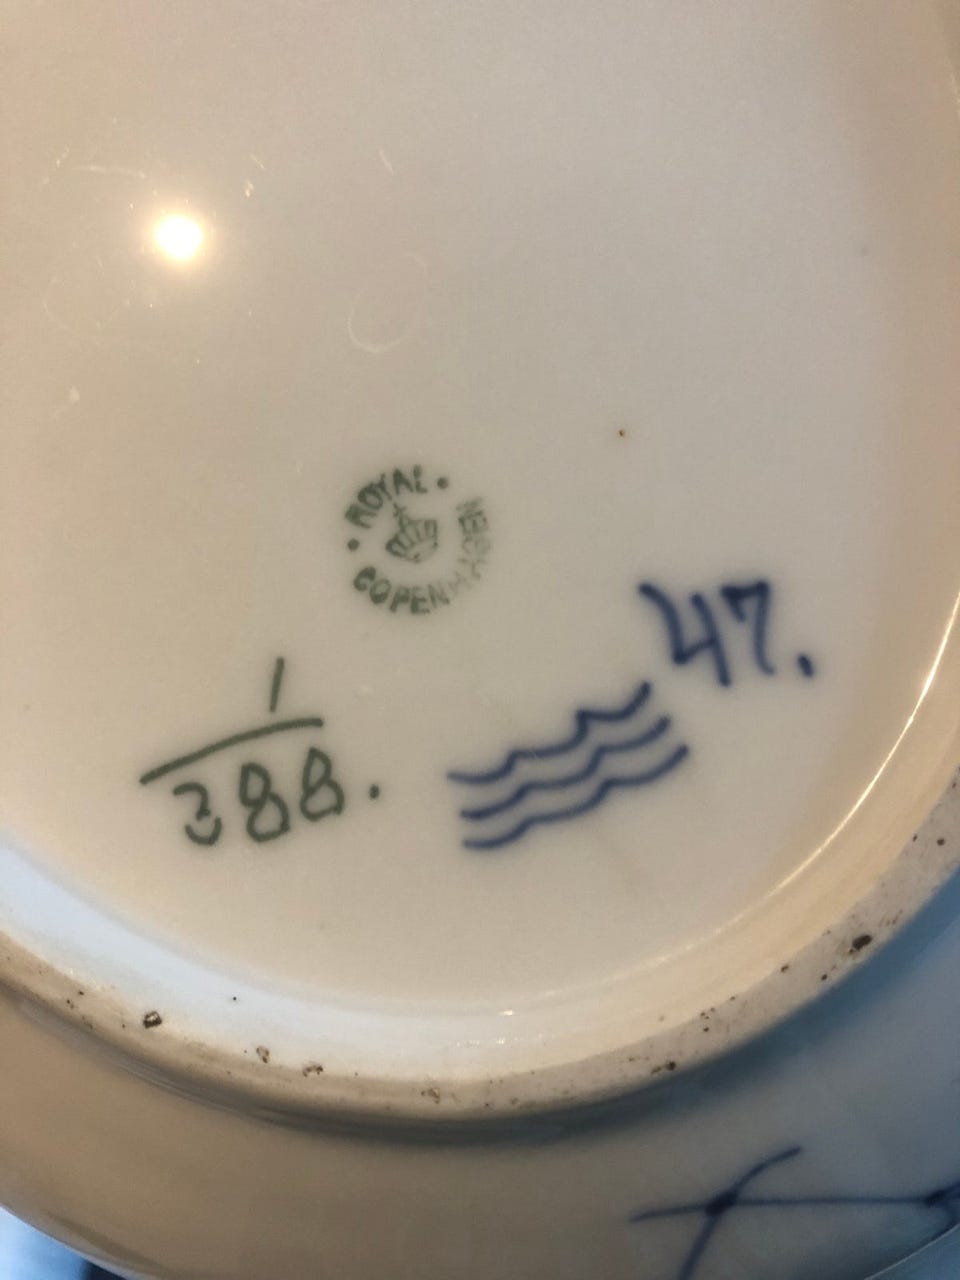 ROYAL
COPENHAGEN
47.
1
388.